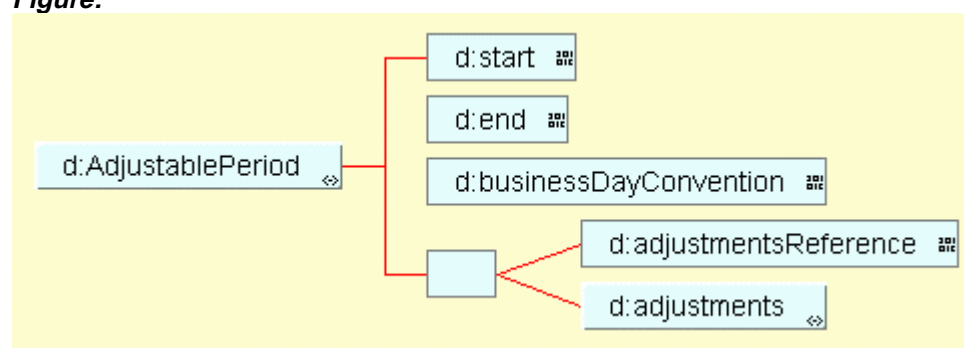 Figure.
d:start
d:end
d:AdjustablePeriod
d:businessDayConvention
d:adjustmentsReference
d:adjustments